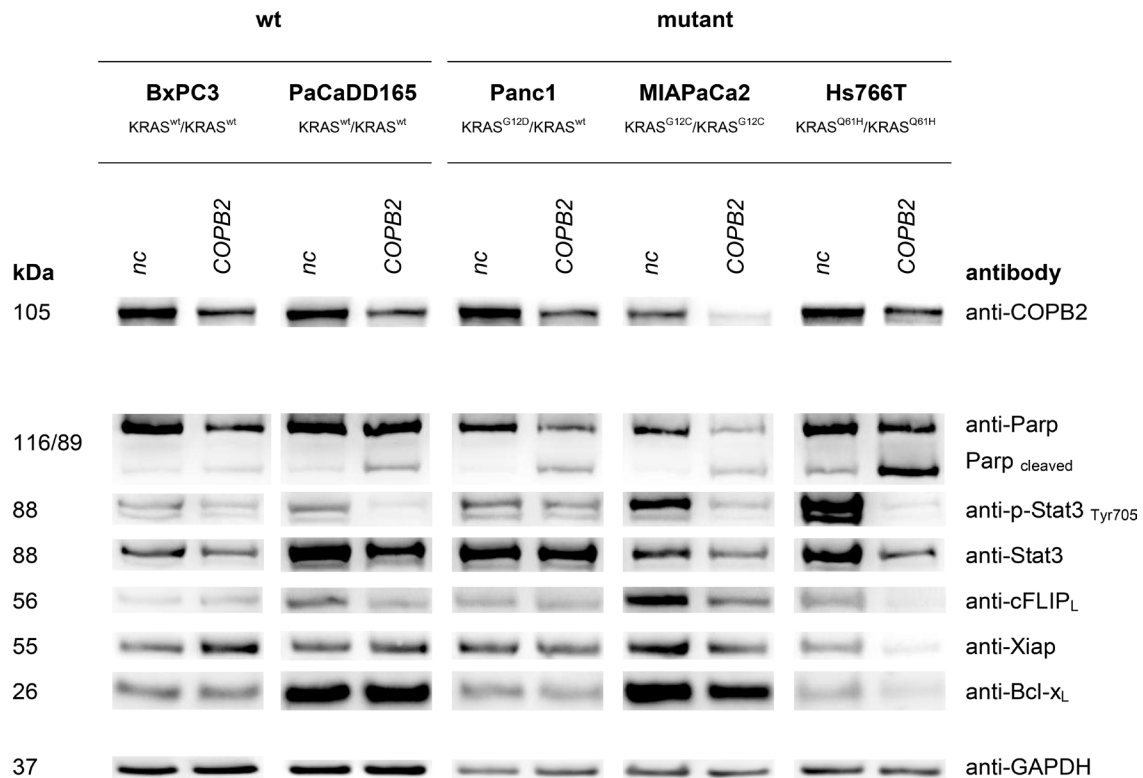 wt mutant
BxPC3 PaCaDD165 Panc1 MIAPaCa2 Hs766T
KRASwt/KRASwt KRASwt/KRASwt KRASG12D/KRASwt KRASG12C/KRASG12C KRASQ61H/KRASQ61H
nc COPB2 nc COPB2 nc COPB2 nc COPB2 nc COPB2
kDa antibody
105 anti-COPB2
116/89 anti-Parp
Parp cleaved
88 anti-p-Stat3 Tyr705
88 anti-Stat3
56 anti-cFLIPL
55 anti-Xiap
26 anti-Bcl-xL
37 anti-GAPDH